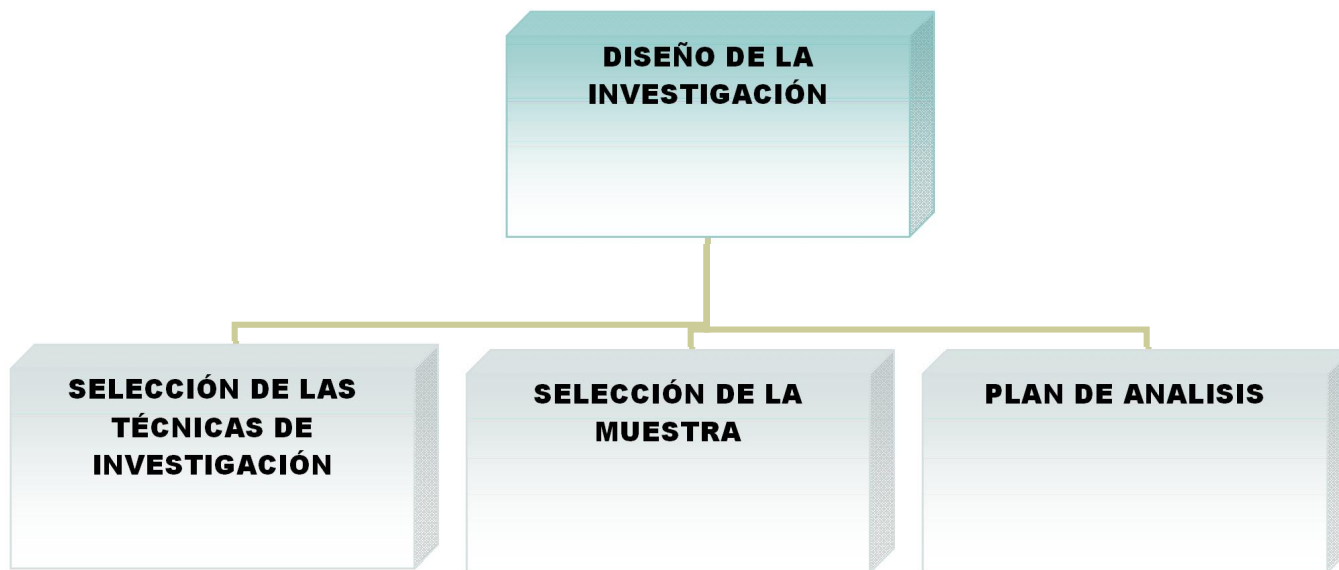 DISEÑO DE LA
INVESTIGACIÓN
SELECCIÓN DE LAS
TÉCNICAS DE
INVESTIGACIÓN
SELECCIÓN DE LA
MUESTRA
PLAN DE ANALISIS